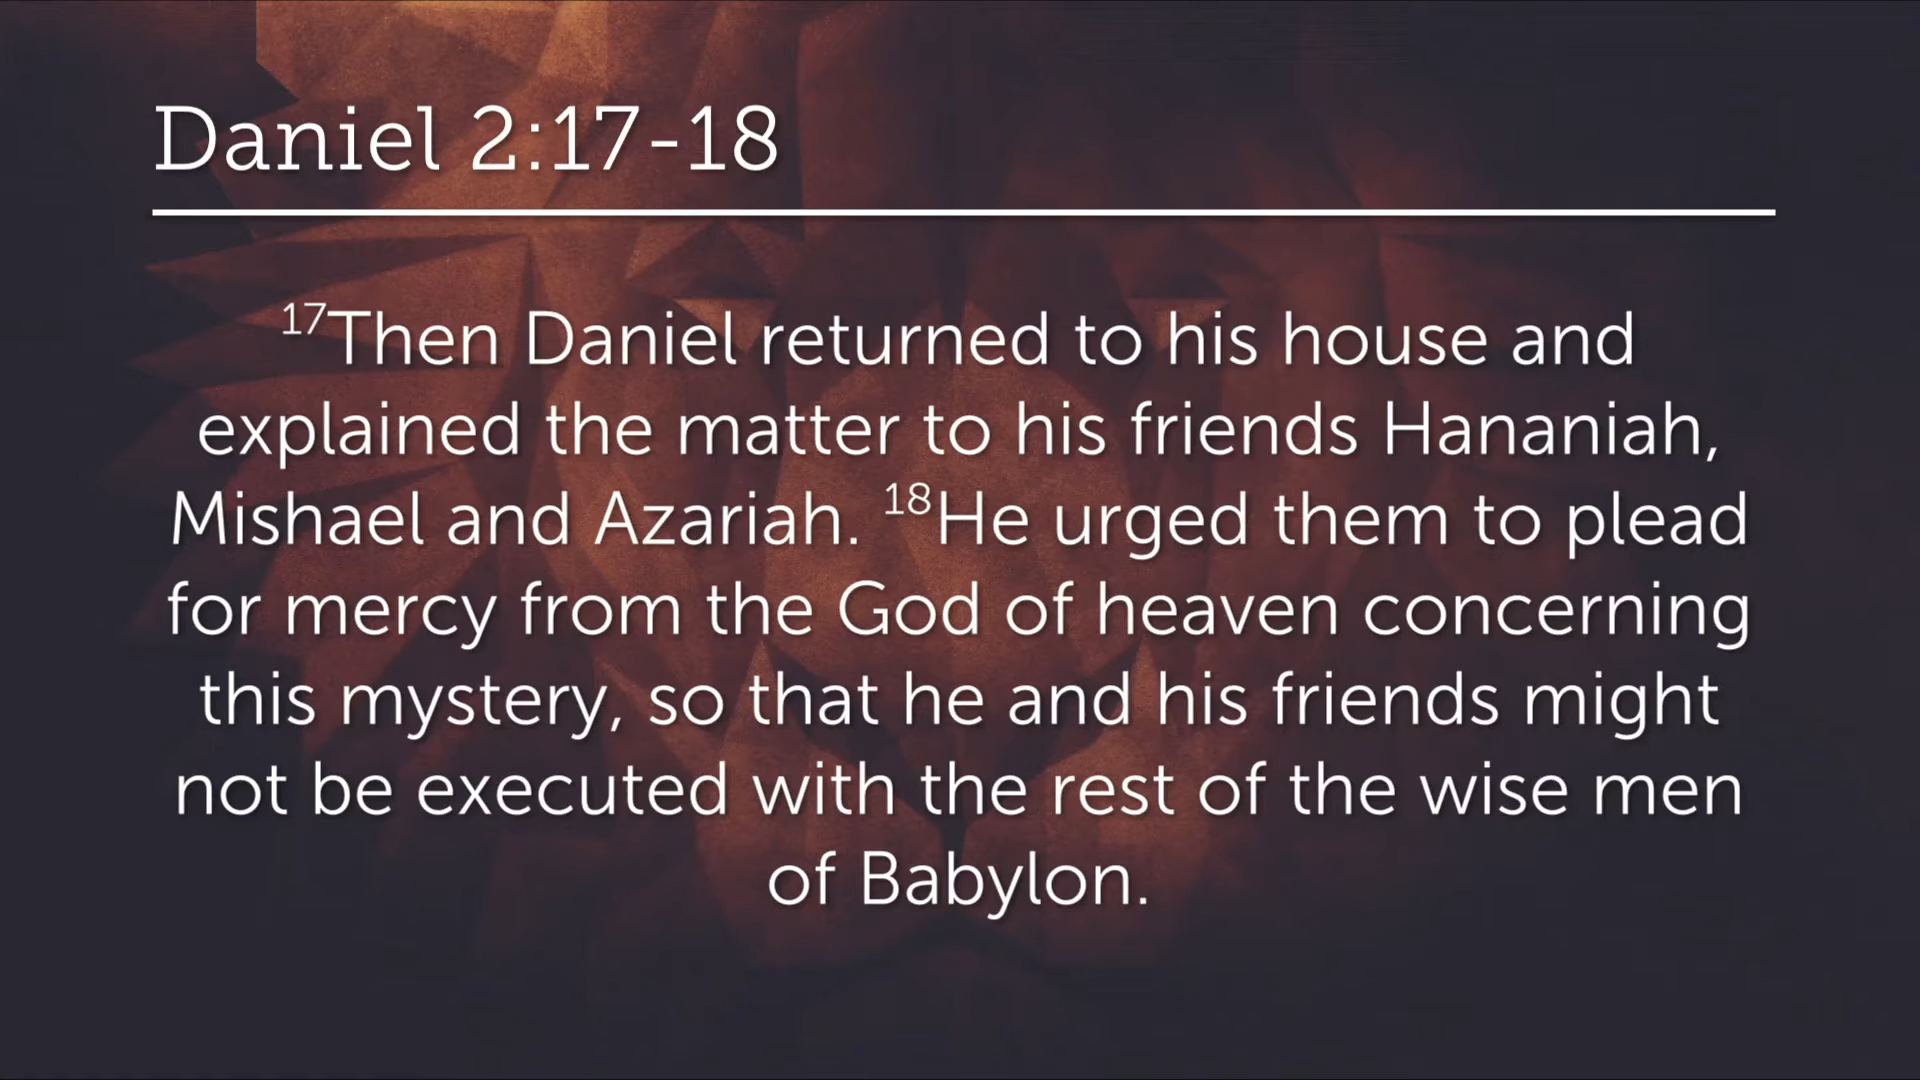 Daniel 2:17-18
17Then Daniel returned to his house and
explained the matter to his friends Hananiah,
Mishael and Azariah. 18He urged them to plead
for mercy from the God of heaven concerning
this mystery, so that he and his friends might
not be executed with the rest of the wise men
of Babylon.